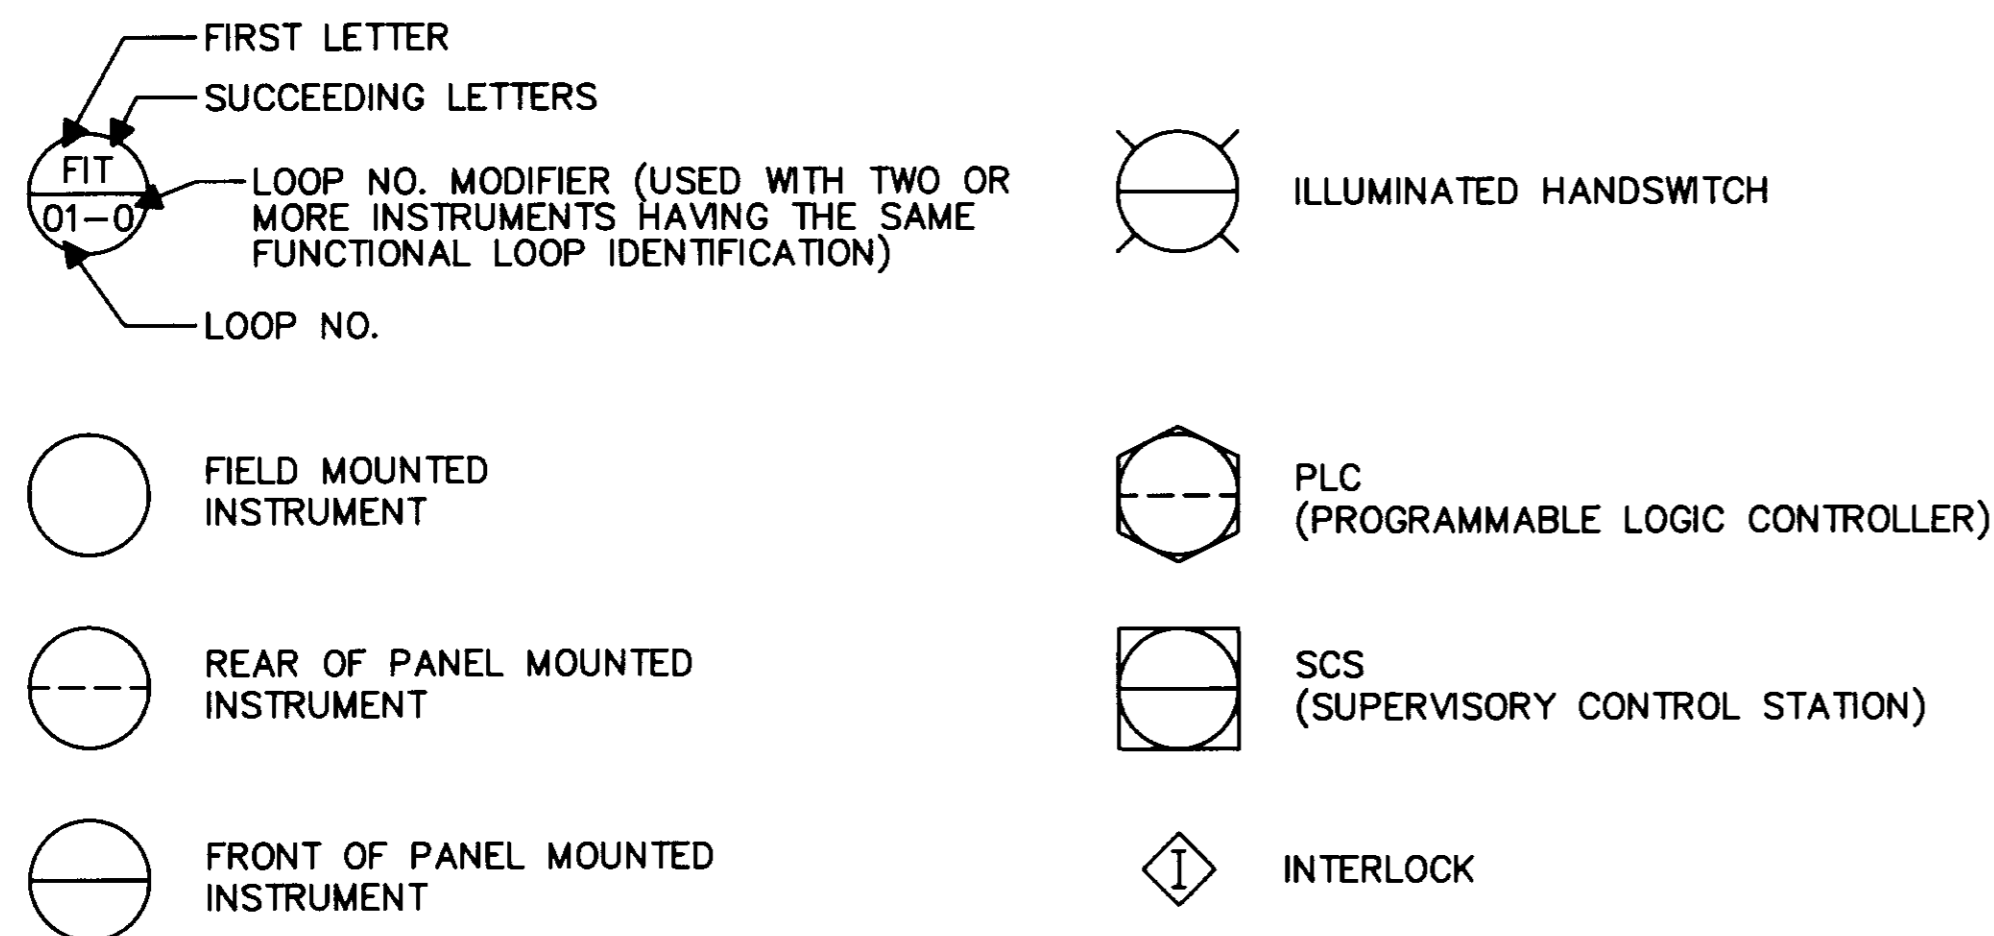 FIRST LETTER
SUCCEEDING LETTERS
FIT
01-0
LOOP NO. MODIFIER (USED WITH TWO OR
MORE INSTRUMENTS HAVING THE SAME
FUNCTIONAL LOOP IDENTIFICATION)
LOOP NO.
ILLUMINATED HANDSWITCH
FIELD MOUNTED
INSTRUMENT
PLC
(PROGRAMMABLE LOGIC CONTROLLER)
REAR OF PANEL MOUNTED
INSTRUMENT
SCS
(SUPERVISORY CONTROL STATION)
FRONT OF PANEL MOUNTED
INSTRUMENT
I
INTERLOCK